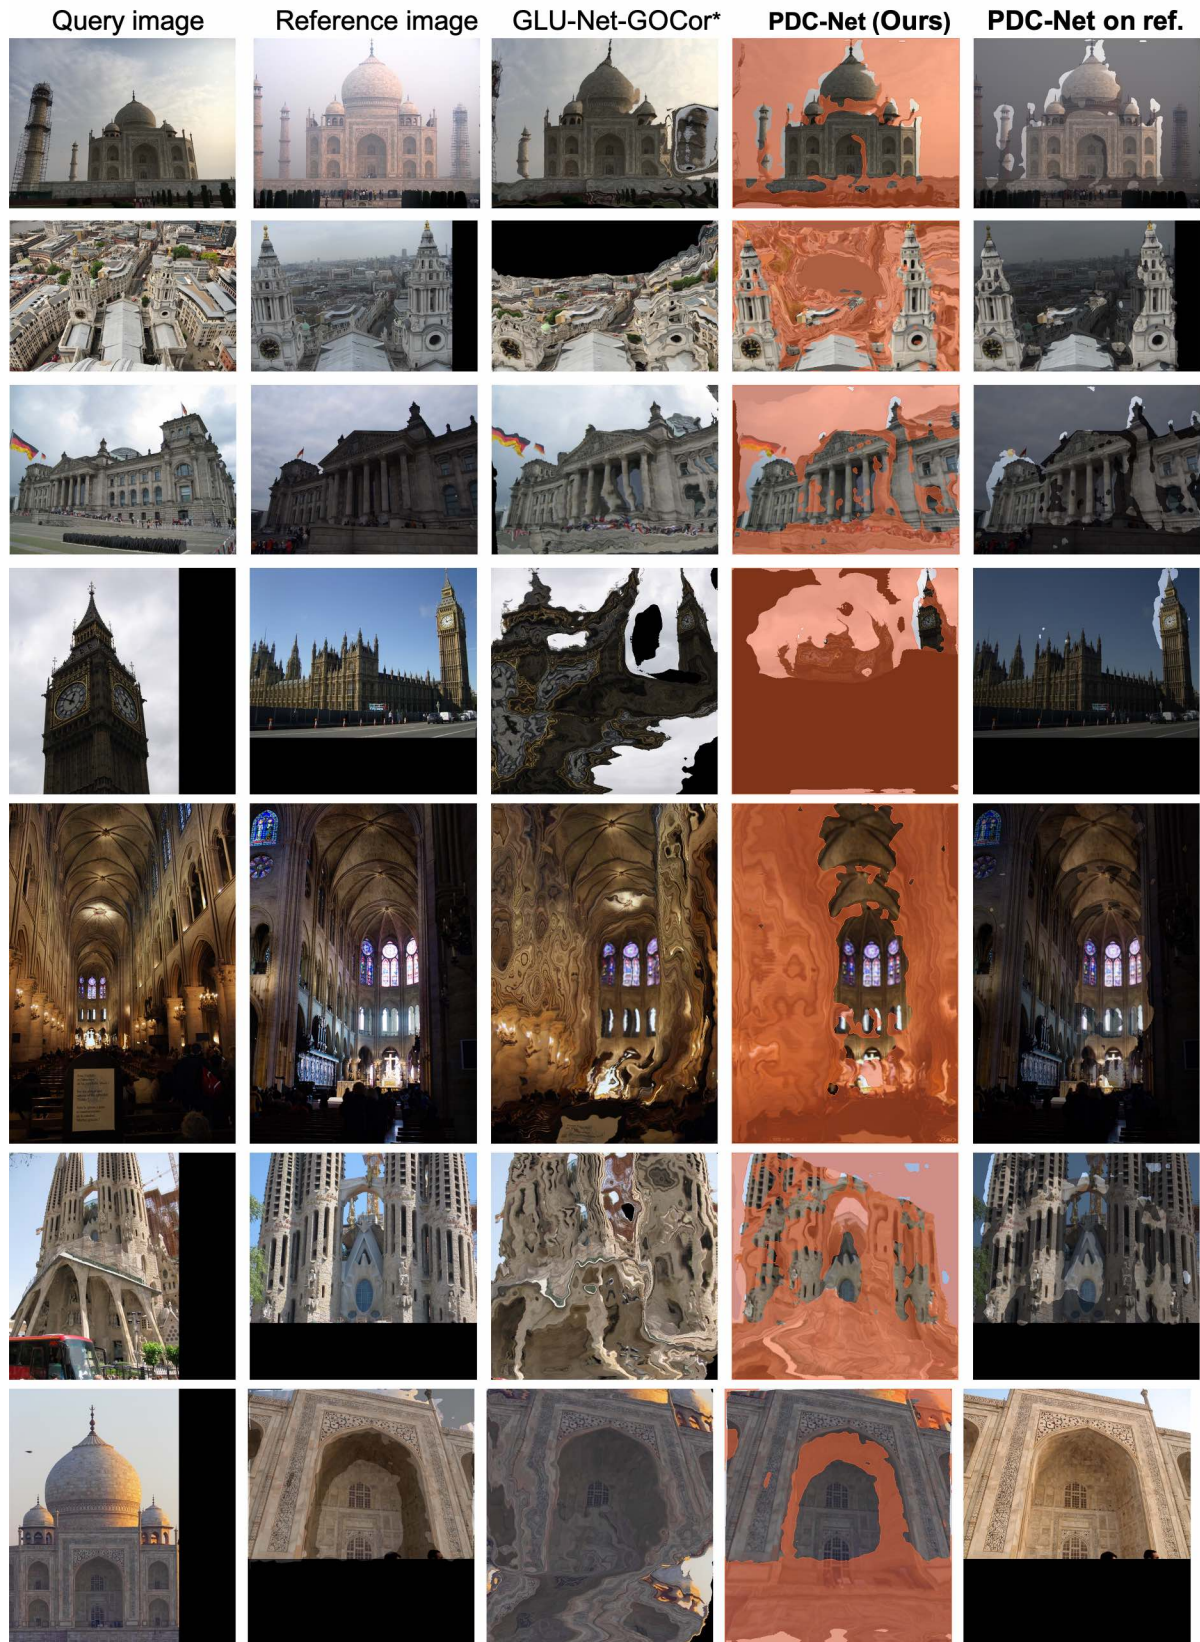 Query image
Reference image
GLU-Net-GOCor*
PDC-Net (Ours)
PDC-Net on ref.